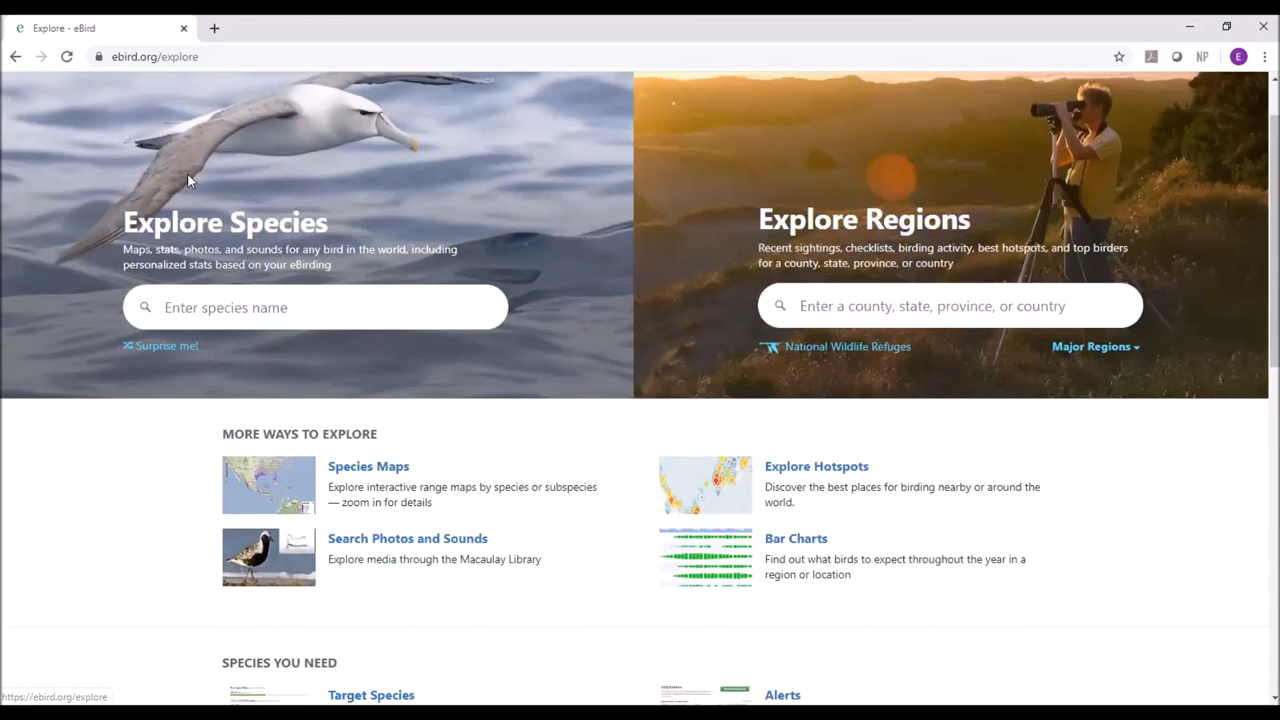 Explore - eBird
ebird.org/explore
NP
E
Explore Species
Maps, stats, photos, and sounds for any bird in the world, including
personalized stats based on your eBirding
Enter species name
Surprise me!
Explore Regions
Recent sightings, checklists, birding activity, best hotspots, and top birders
for a county, state, province, or country
Enter a county, state, province, or country
National Wildlife Refuges
Major Regions
MORE WAYS TO EXPLORE
Species Maps
Explore interactive range maps by species or subspecies
— zoom in for details
Explore Hotspots
Discover the best places for birding nearby or around the
world.
Search Photos and Sounds
Explore media through the Macaulay Library
Bar Charts
Find out what birds to expect throughout the year in a
region or location
SPECIES YOU NEED
Target Species
Alerts
https://ebird.org/explore